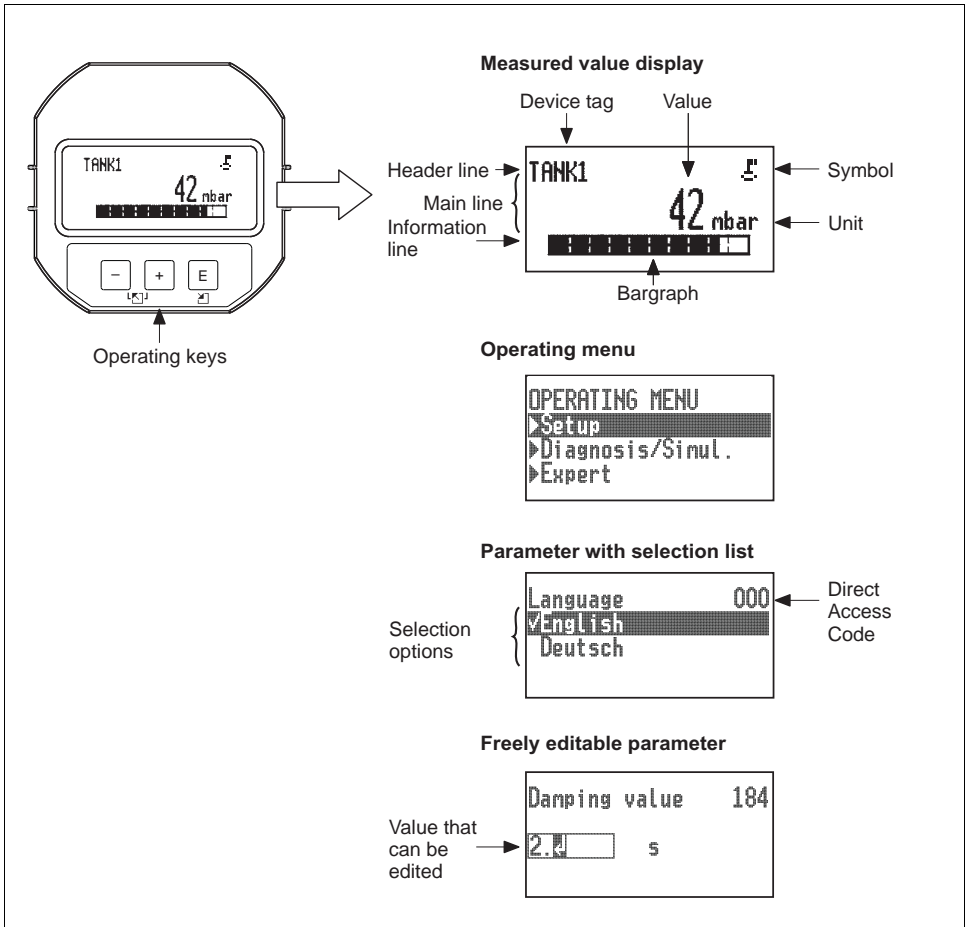 Measured value display
Device tag
Value
TANK1
42 mbar
- + E
Operating keys
Header line
Main line
Information
line
TANK1
42 mbar
Symbol
Unit
Bargraph
Operating menu
OPERATING MENU
Setup
Diagnosis/Simul.
Expert
Parameter with selection list
Language 000
✓English
Deutsch
Selection
options
Direct
Access
Code
Freely editable parameter
Damping value 184
2. s
Value that
can be
edited